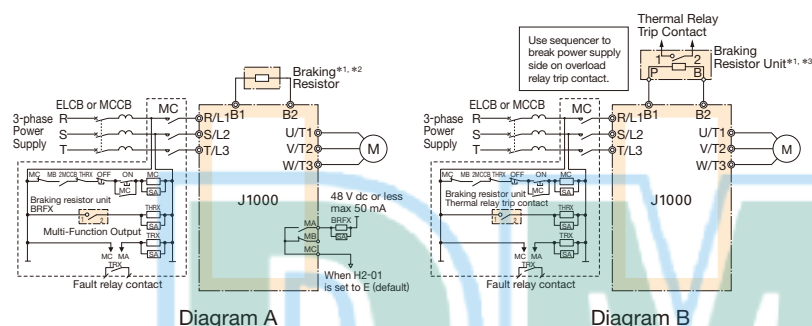 Braking*1, *2
Resistor
B1 B2
ELCB or MCCB
MC
3-phase
Power
Supply
R
S
T
R/L1
S/L2
T/L3
U/T1
V/T2
W/T3
M
J1000
MC MB 2MCCB THRX OFF ON MC
MC
SA
Braking resistor unit
BRFX
1 2
THRX
SA
Multi-Function Output
TRX
SA
MC MA
TRX
Fault relay contact
48 V dc or less
max 50 mA
MA
BRFX
SA
MB
MC
When H2-01
is set to E (default)
Diagram A
Thermal Relay
Trip Contact
Use sequencer to
break power supply
side on overload
relay trip contact.
1 2
P B
Braking
Resistor Unit*1, *3
B1 B2
ELCB or MCCB
MC
3-phase
Power
Supply
R
S
T
R/L1
S/L2
T/L3
U/T1
V/T2
W/T3
M
J1000
MC MB 2MCCB THRX OFF ON MC
MC
SA
Braking resistor unit
Thermal relay trip contact
1 2
THRX
SA
TRX
SA
MC MA
TRX
Fault relay contact
Diagram B